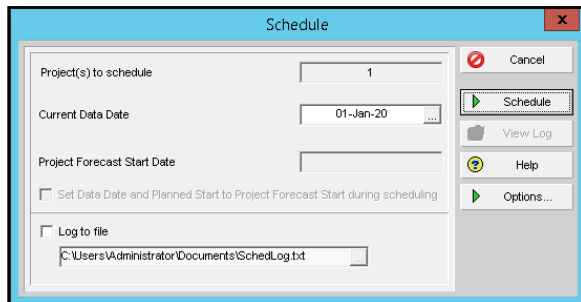 Schedule
x
Cancel
Project(s) to schedule
1
Schedule
Current Data Date
01-Jan-20
...
View Log
Project Forecast Start Date
Help
Set Data Date and Planned Start to Project Forecast Start during scheduling
Options...
Log to file
C:\Users\Administrator\Documents\SchedLog.txt
...